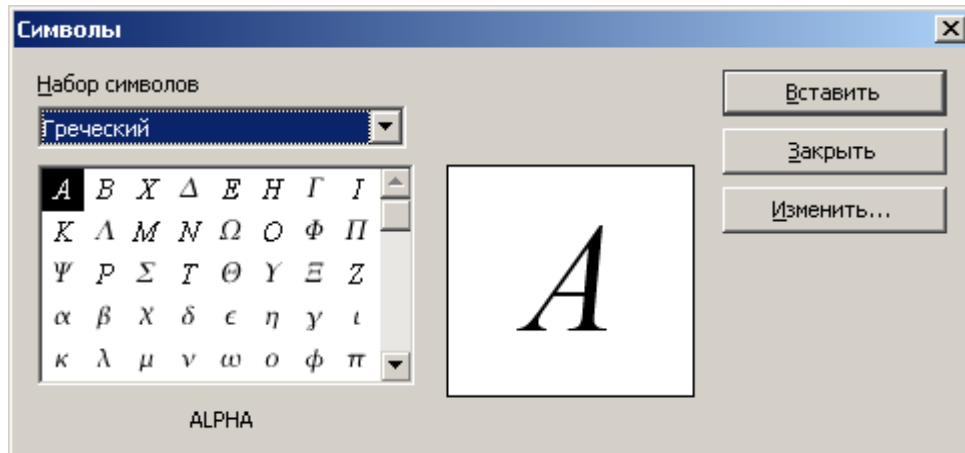 Символы
Набор символов
Греческий
Α Β Χ Δ Ε Η Γ Ι
Κ Λ Μ Ν Ω Ο Φ Π
Ψ Ρ Σ Τ Θ Υ Ξ Ζ
α β χ δ ϵ η γ ι
κ λ μ ν ω ο ϕ π
ALPHA
Α
Вставить
Закрыть
Изменить...